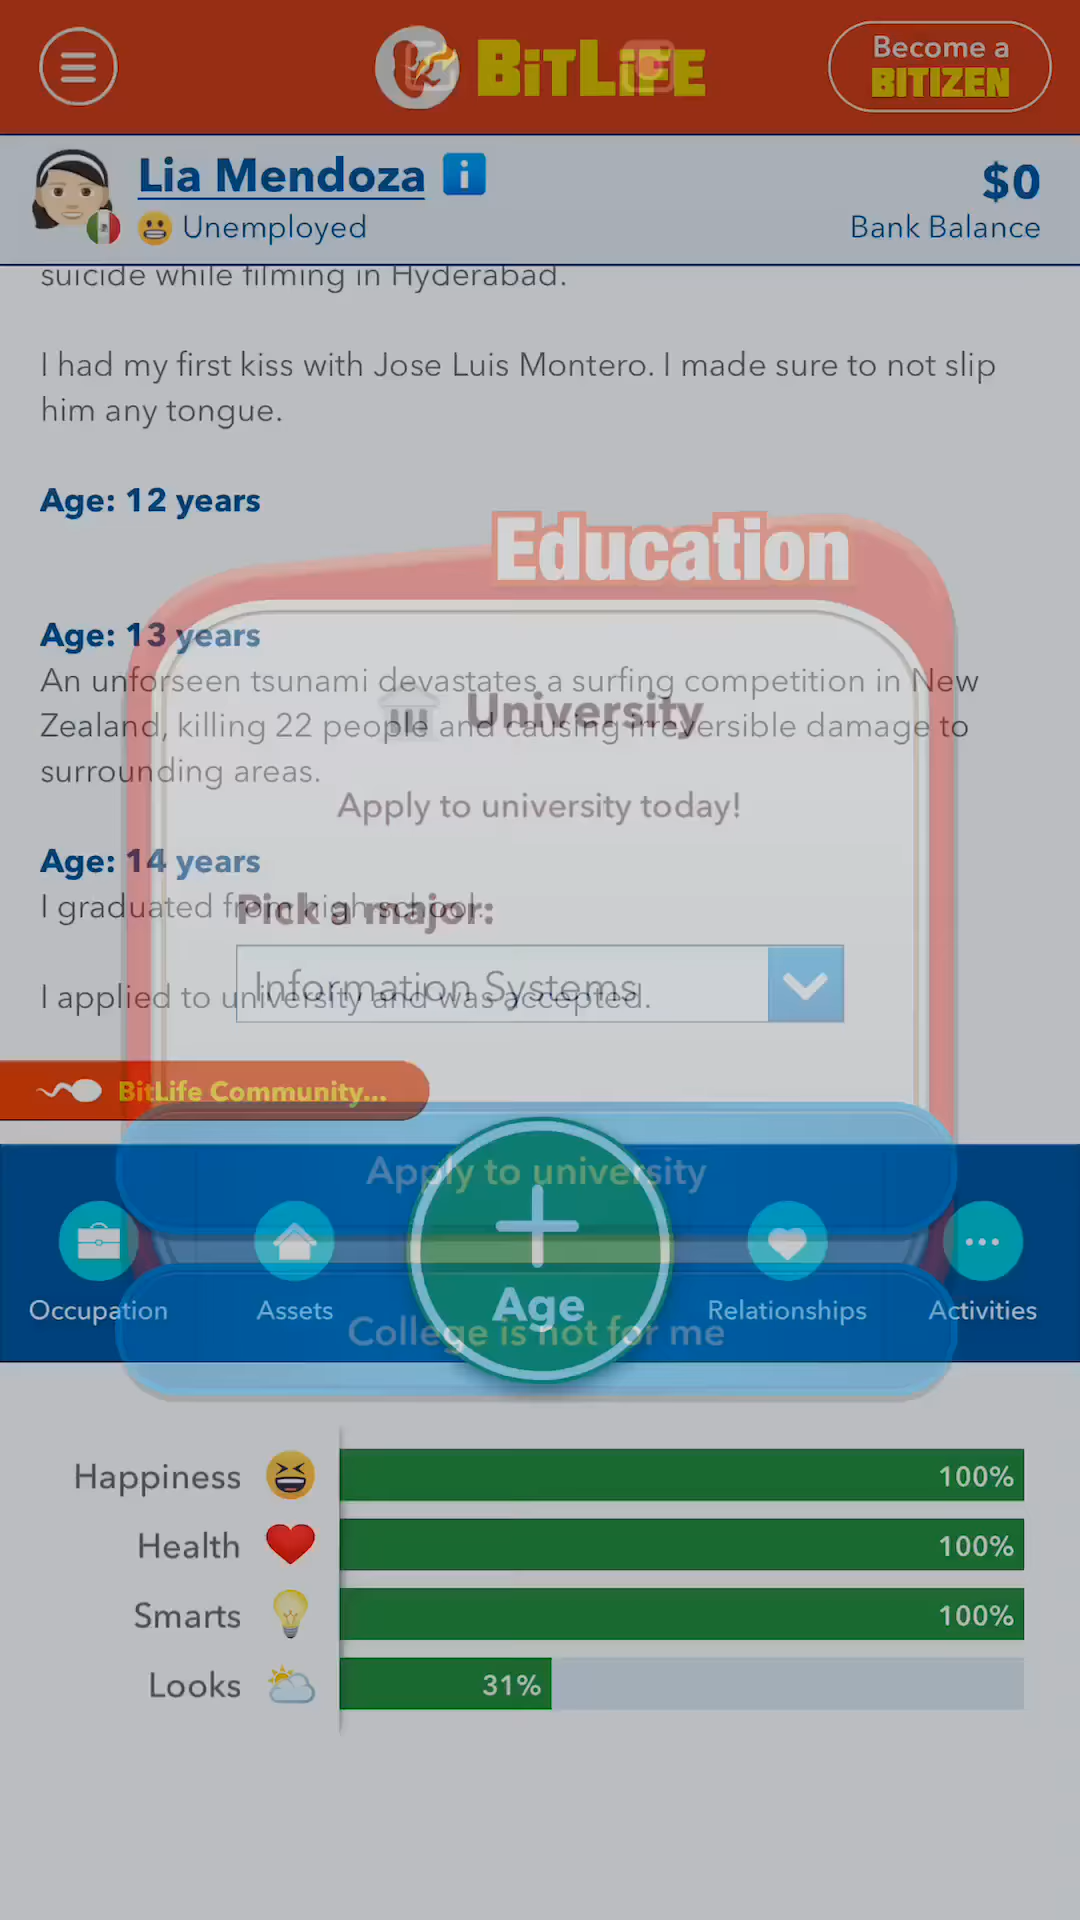 BitLife
Become a
BITIZEN
Lia Mendoza
$0
Unemployed
Bank Balance
suicide while filming in Hyderabad.
I had my first kiss with Jose Luis Montero. I made sure to not slip
him any tongue.
Age: 12 years
Education
Age: 13 years
An unforseen tsunami devastates a surfing competition in New
Zealand, killing 22 people and causing irreversible damage to
surrounding areas.
University
Apply to university today!
Age: 14 years
I graduated from high school.
Pick a major:
Information Systems
I applied to university and was accepted.
BitLife Community...
Apply to university
Occupation
Assets
Age
Relationships
Activities
College is not for me
Happiness
100%
Health
100%
Smarts
100%
Looks
31%